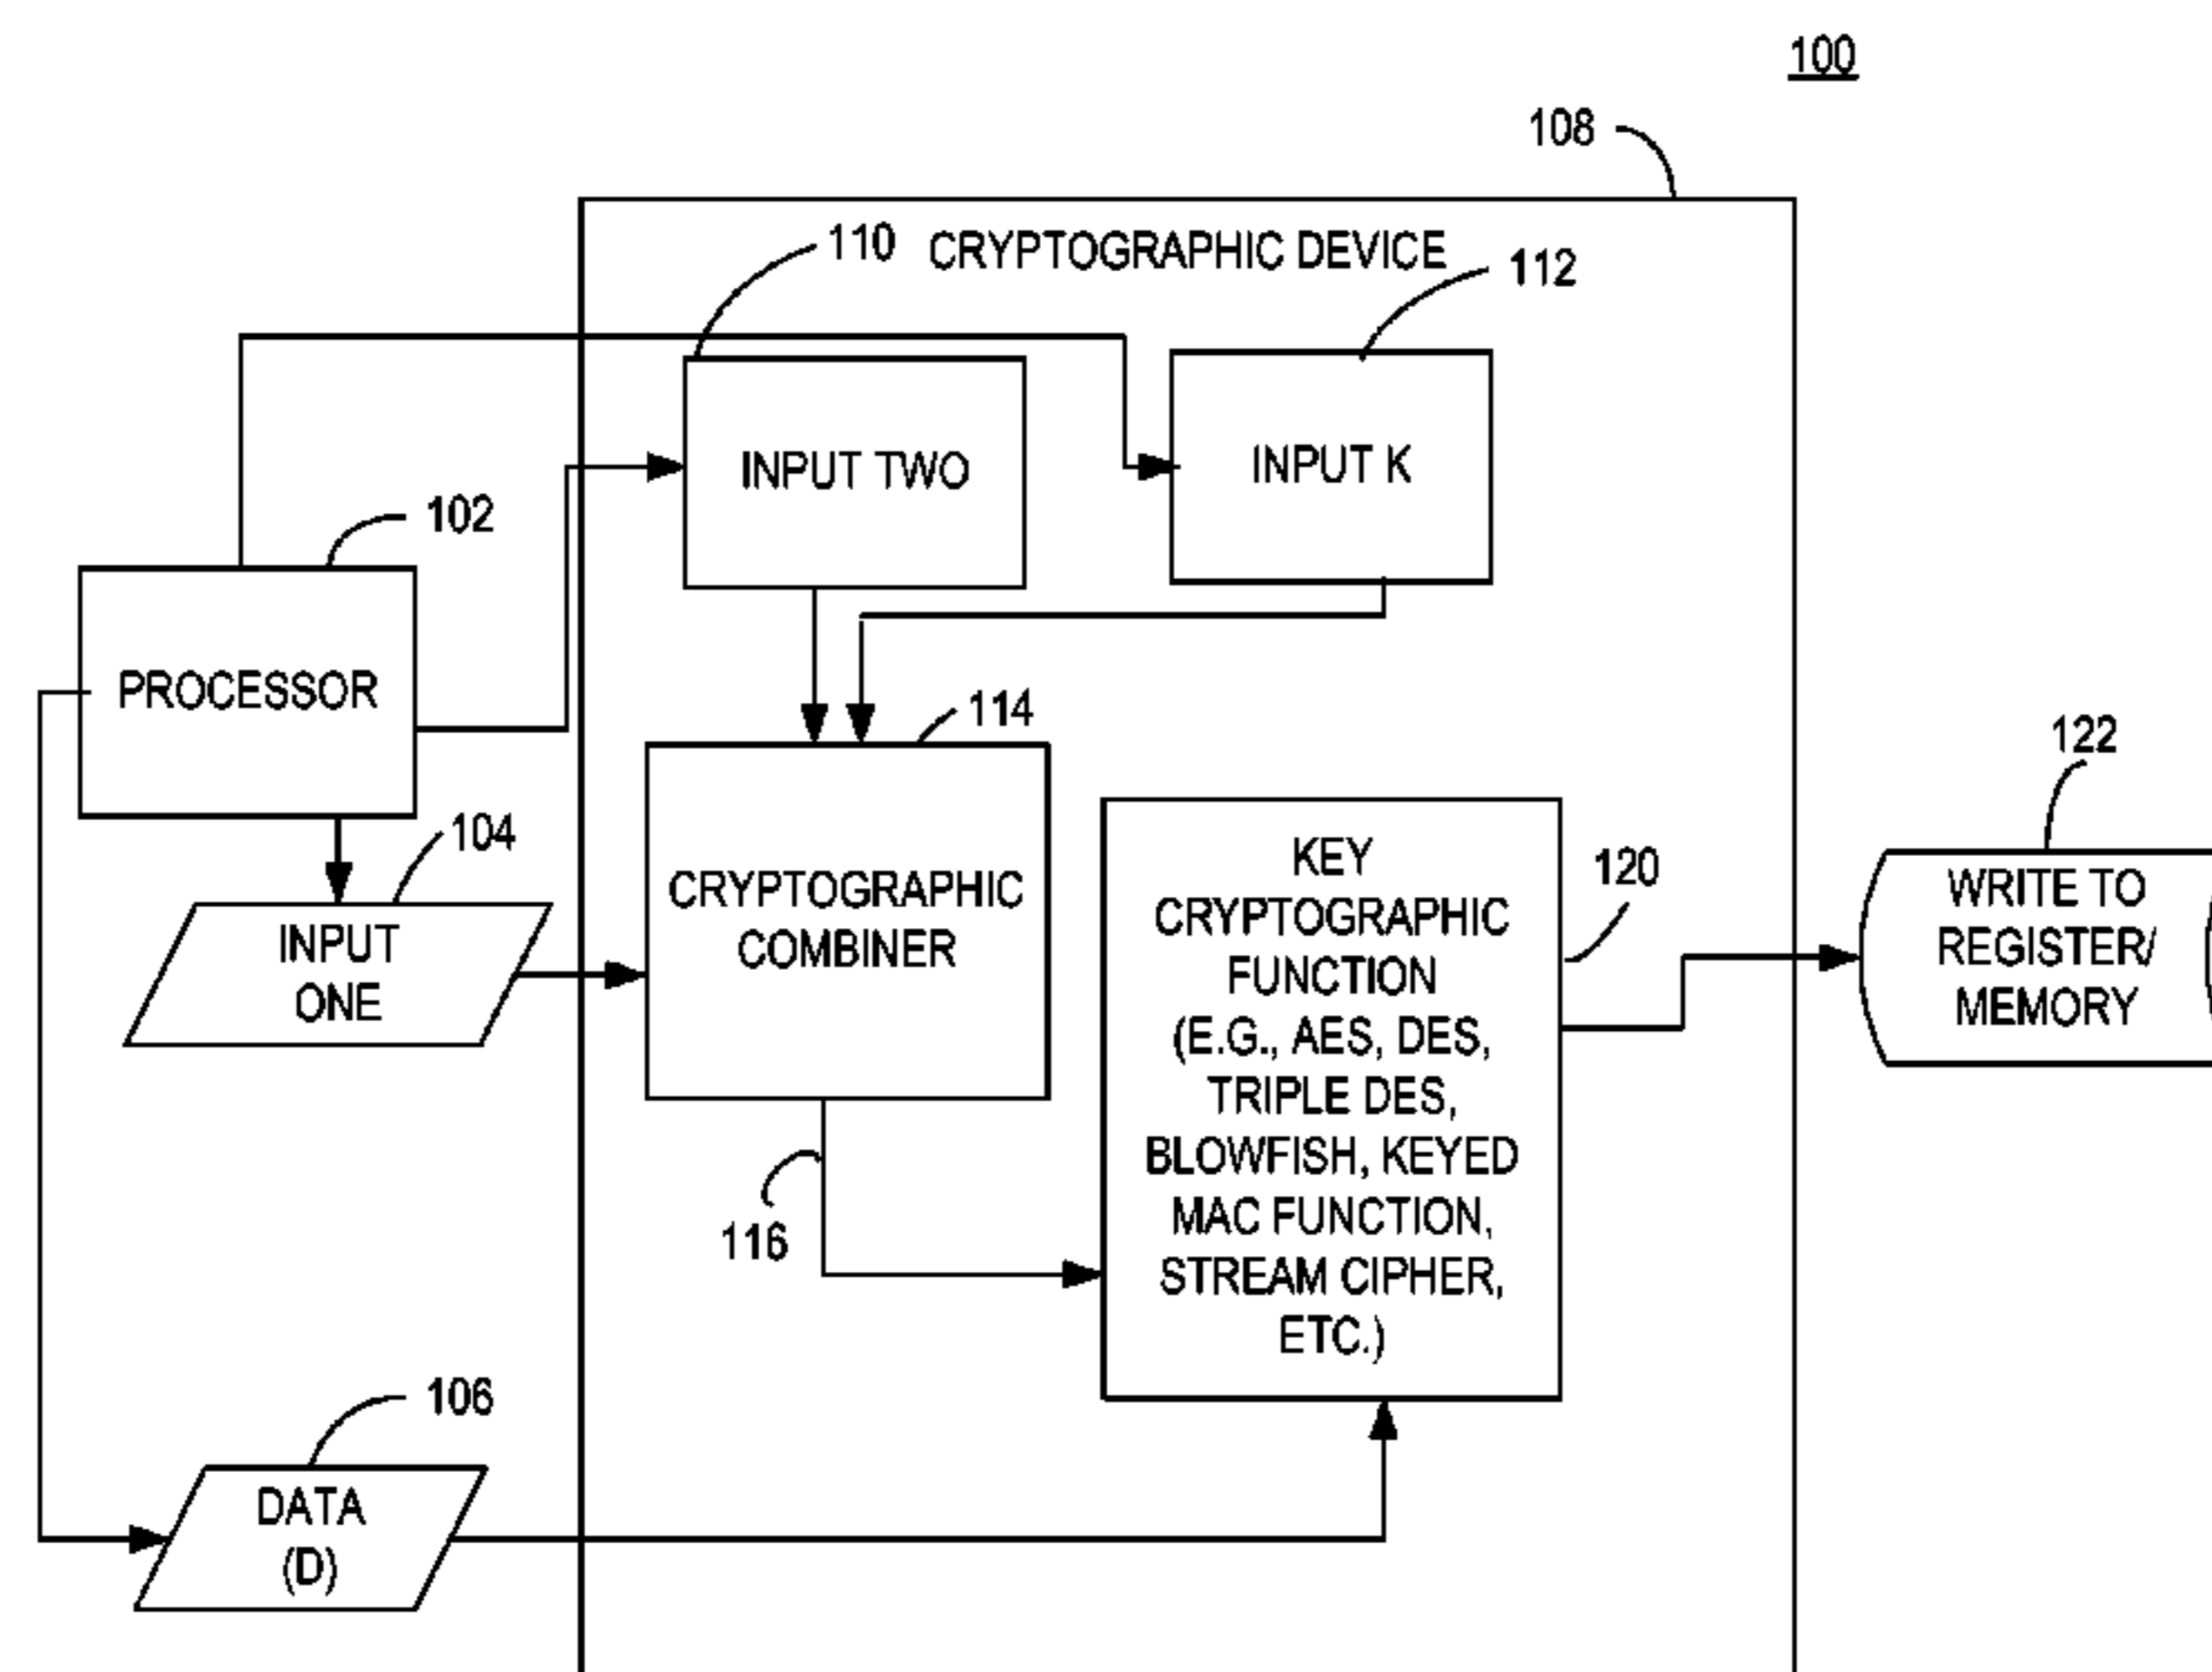 100
108
110
CRYPTOGRAPHIC DEVICE
112
INPUT TWO
INPUT K
102
PROCESSOR
114
122
104
INPUT
ONE
CRYPTOGRAPHIC
COMBINER
KEY
CRYPTOGRAPHIC
FUNCTION
(E.G., AES, DES,
TRIPLE DES,
BLOWFISH, KEYED
MAC FUNCTION,
STREAM CIPHER,
ETC.)
120
WRITE TO
REGISTER/
MEMORY
116
106
DATA
(D)